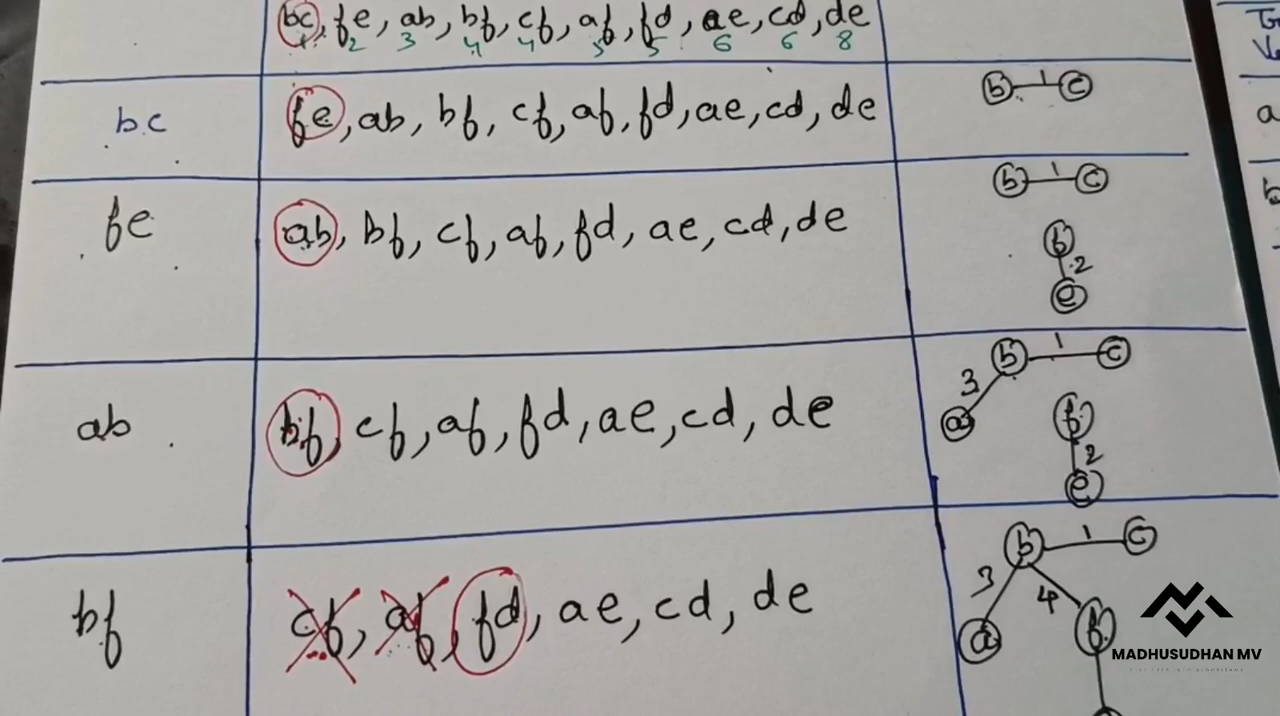 bc, fe, ab, bf, cf, af, fd, ae, cd, de
1 2 3 4 4 5 5 6 6 8
b c
bc
fe, ab, bf, cf, af, fd, ae, cd, de
1
b c
fe
ab, bf, cf, af, fd, ae, cd, de
1
f
2
e
ab
bf, cf, af, fd, ae, cd, de
b 1 c
3
a f
2
e
bf
cf, af, fd, ae, cd, de
b 1 c
3 4
a f
MADHUSUDHAN MV
a
b